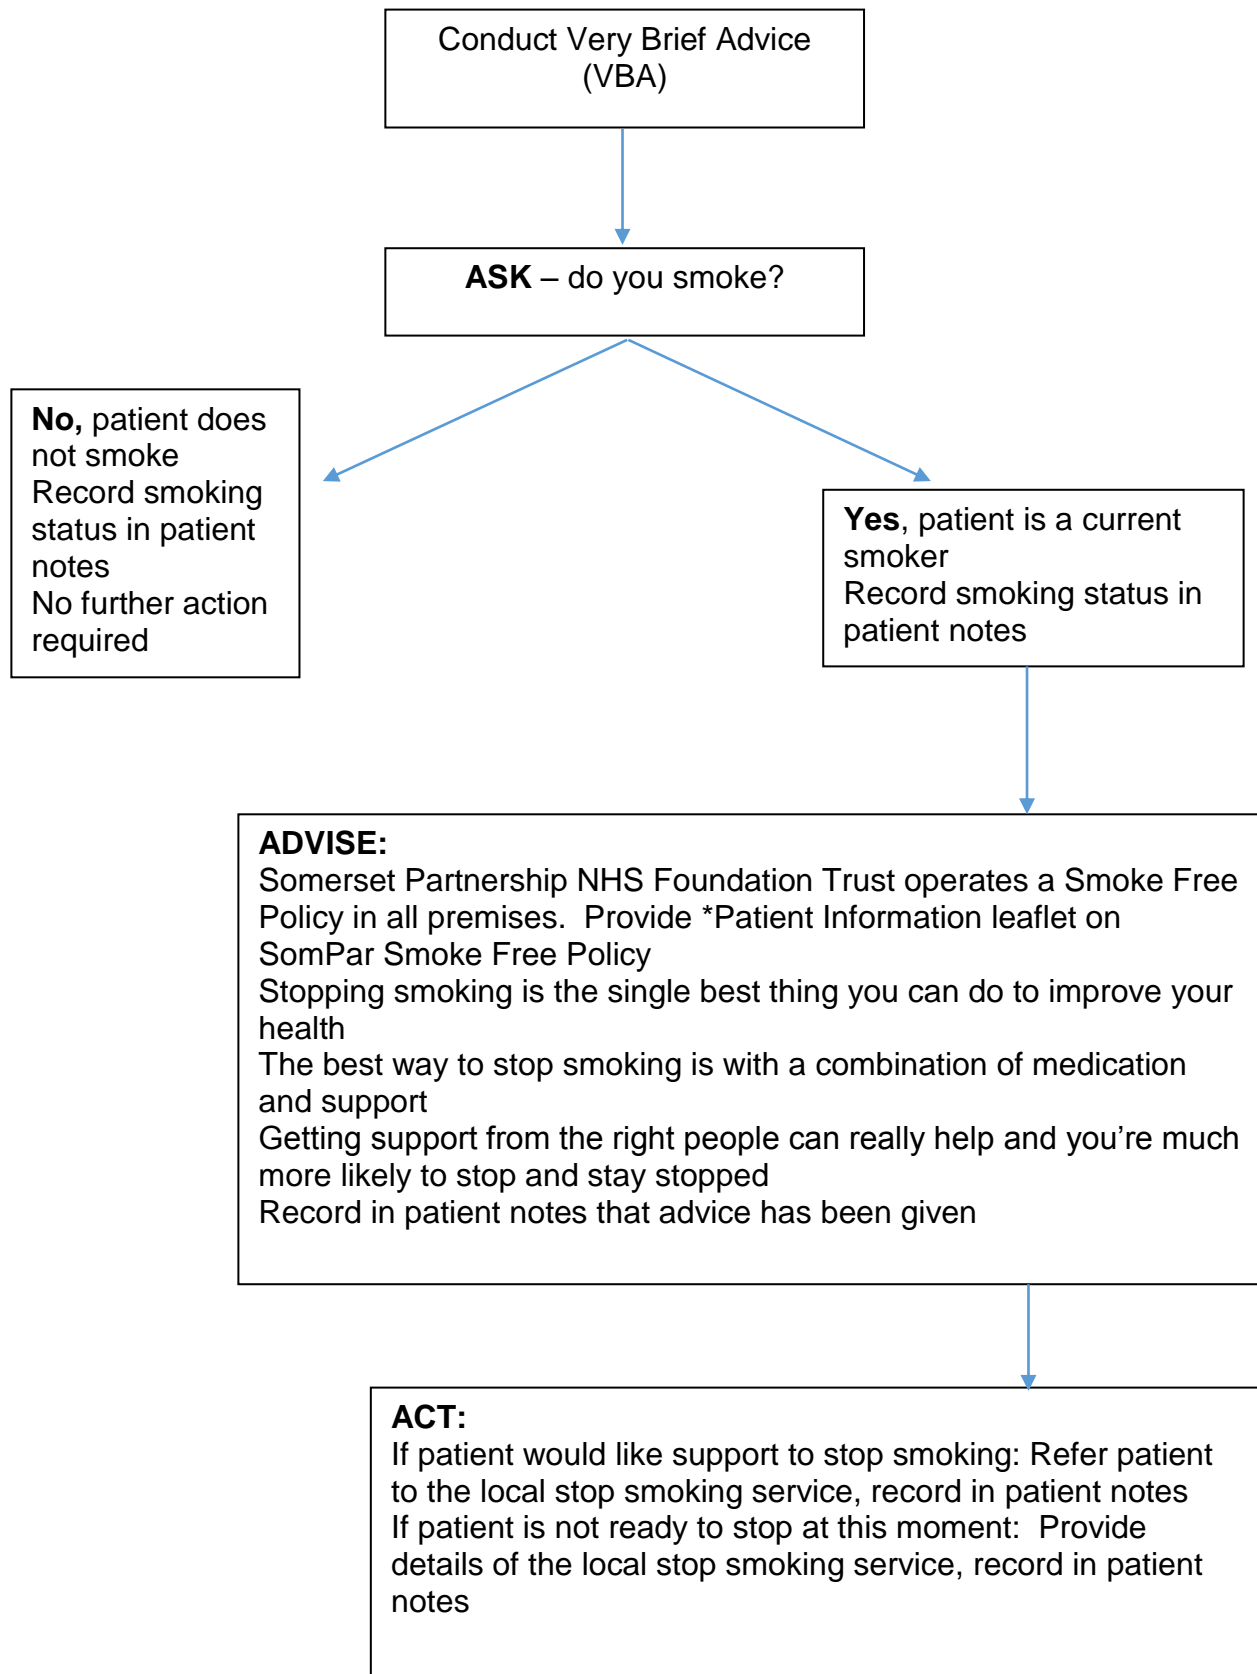 Conduct Very Brief Advice
(VBA)
ASK – do you smoke?
No, patient does
not smoke
Record smoking
status in patient
notes
No further action
required
Yes, patient is a current
smoker
Record smoking status in
patient notes
ADVISE:
Somerset Partnership NHS Foundation Trust operates a Smoke Free
Policy in all premises.  Provide *Patient Information leaflet on
SomPar Smoke Free Policy
Stopping smoking is the single best thing you can do to improve your
health
The best way to stop smoking is with a combination of medication
and support
Getting support from the right people can really help and you’re much
more likely to stop and stay stopped
Record in patient notes that advice has been given
ACT:
If patient would like support to stop smoking: Refer patient
to the local stop smoking service, record in patient notes
If patient is not ready to stop at this moment:  Provide
details of the local stop smoking service, record in patient
notes